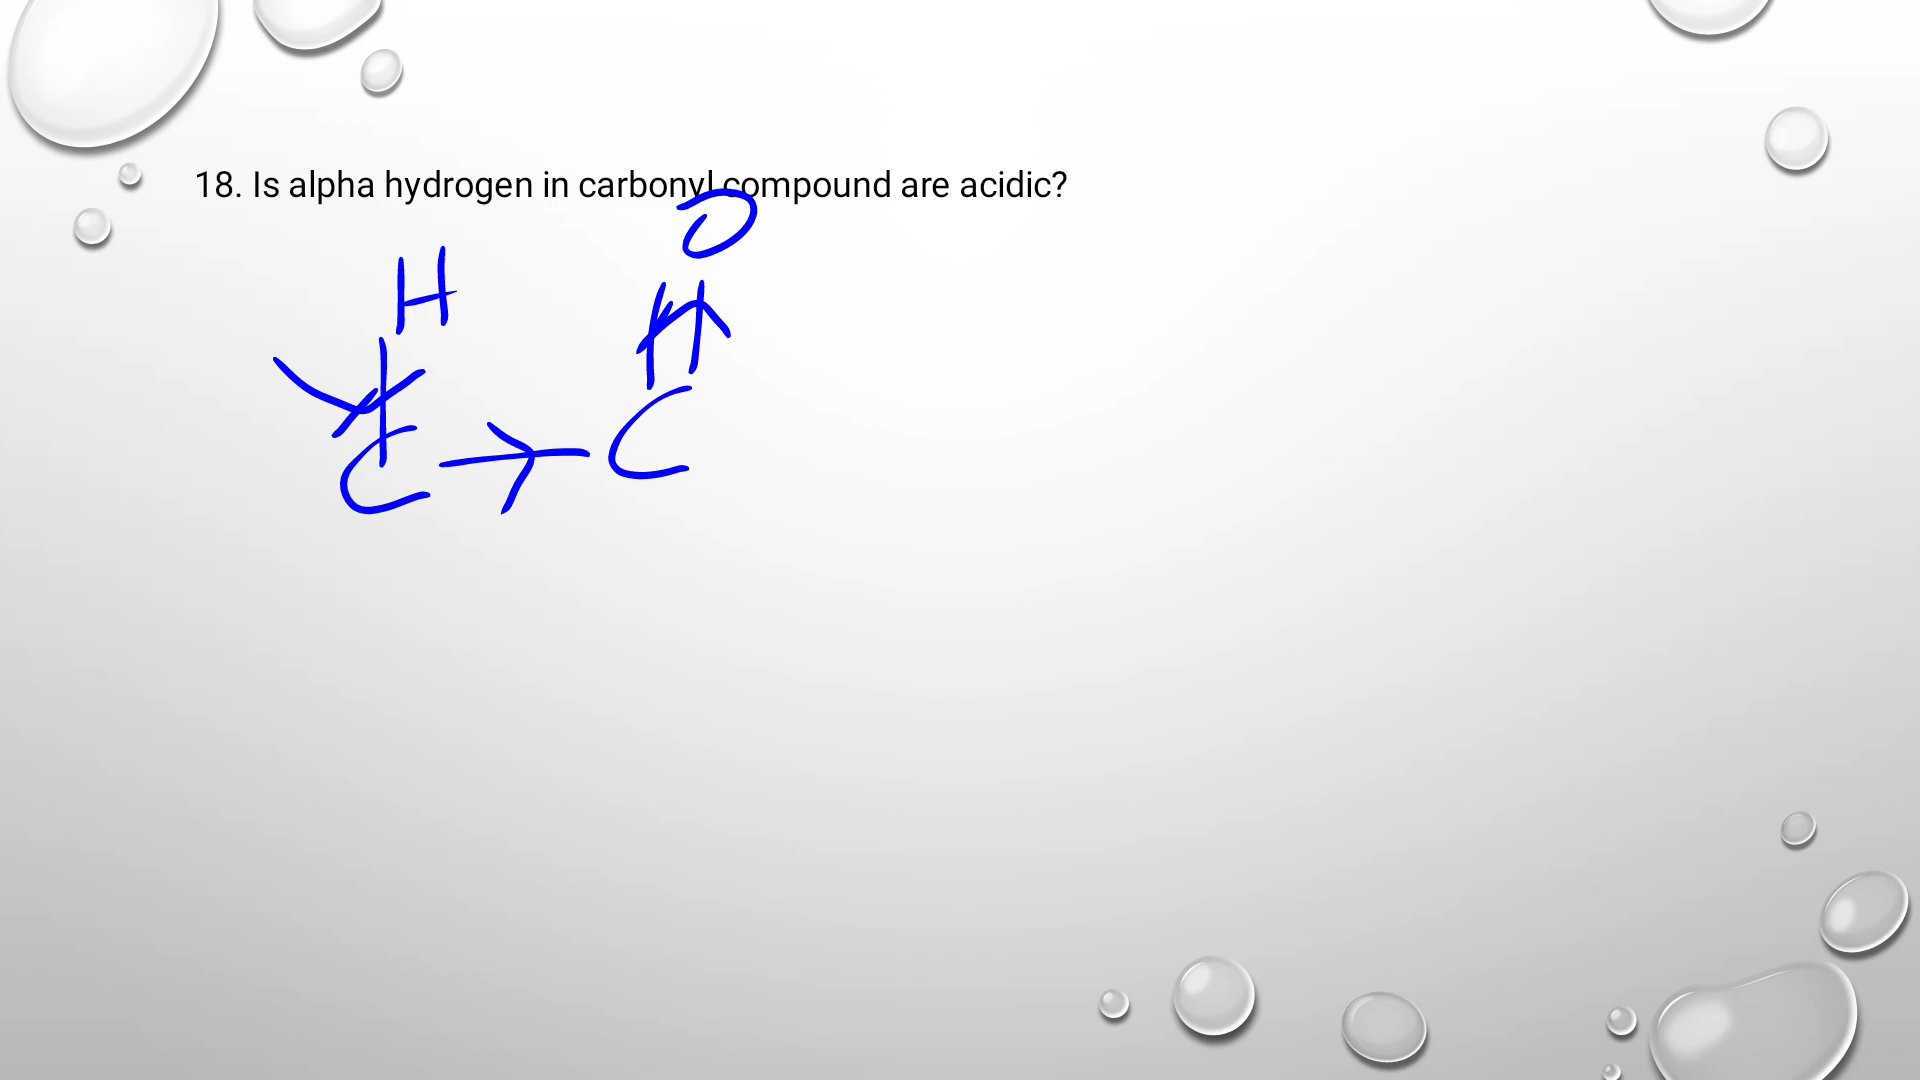 18. Is alpha hydrogen in carbonyl compound are acidic?
O
H
C C